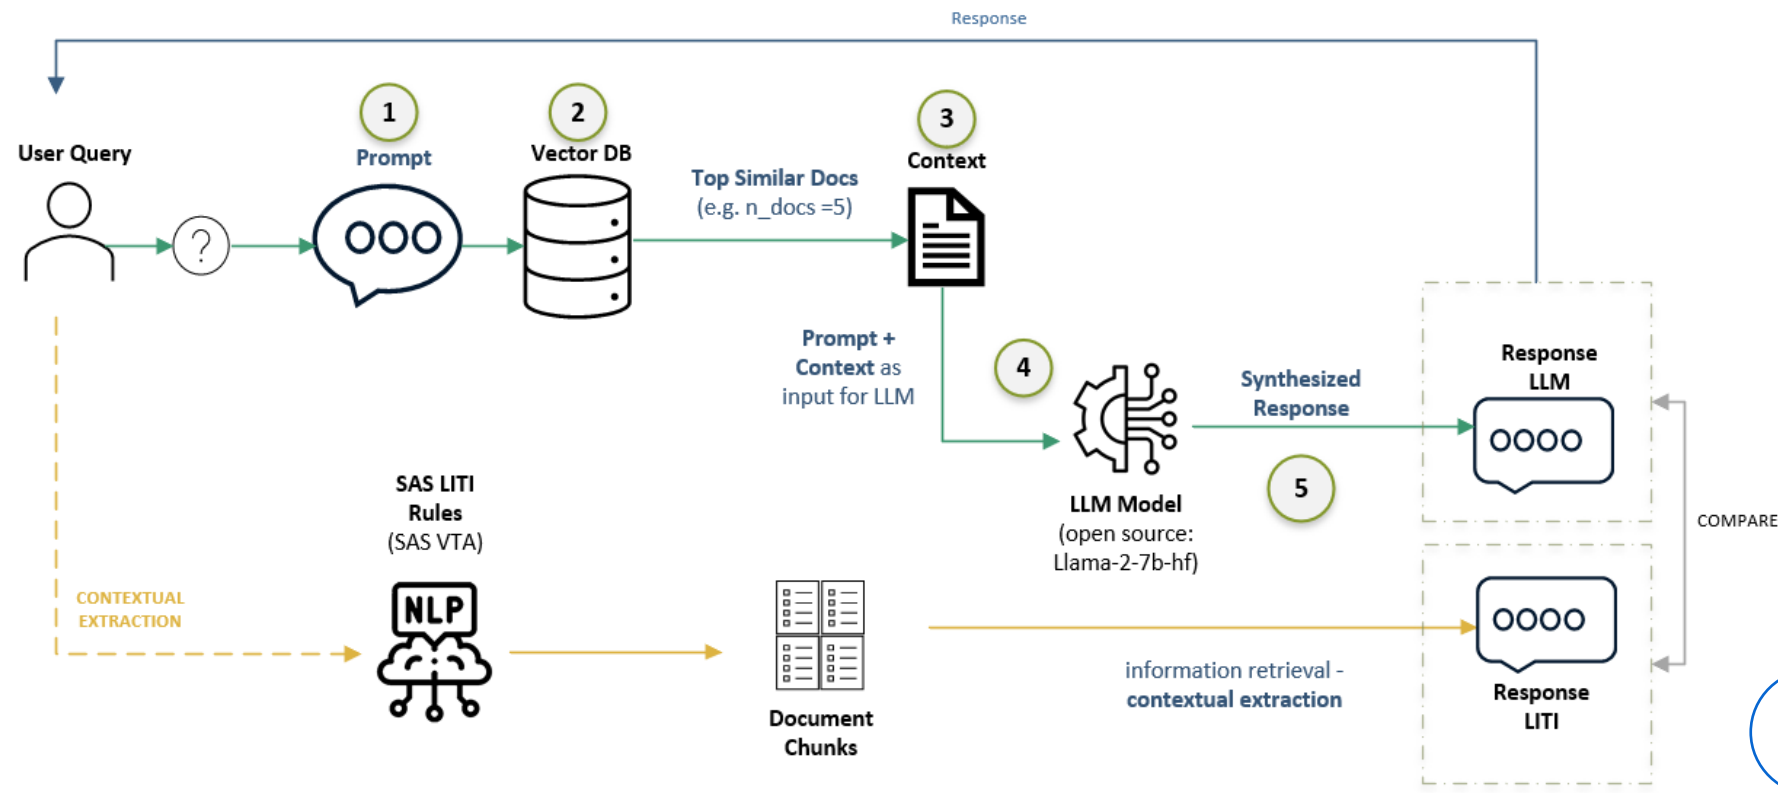 Response
1
2
3
User Query
Prompt
Vector DB
Context
Top Similar Docs
(e.g. n_docs =5)
?
Prompt +
Context as
input for LLM
4
Synthesized
Response
Response
LLM
5
LLM Model
(open source:
Llama-2-7b-hf)
COMPARE
SAS LITI
Rules
(SAS VTA)
CONTEXTUAL
EXTRACTION
NLP
Document
Chunks
information retrieval -
contextual extraction
Response
LITI